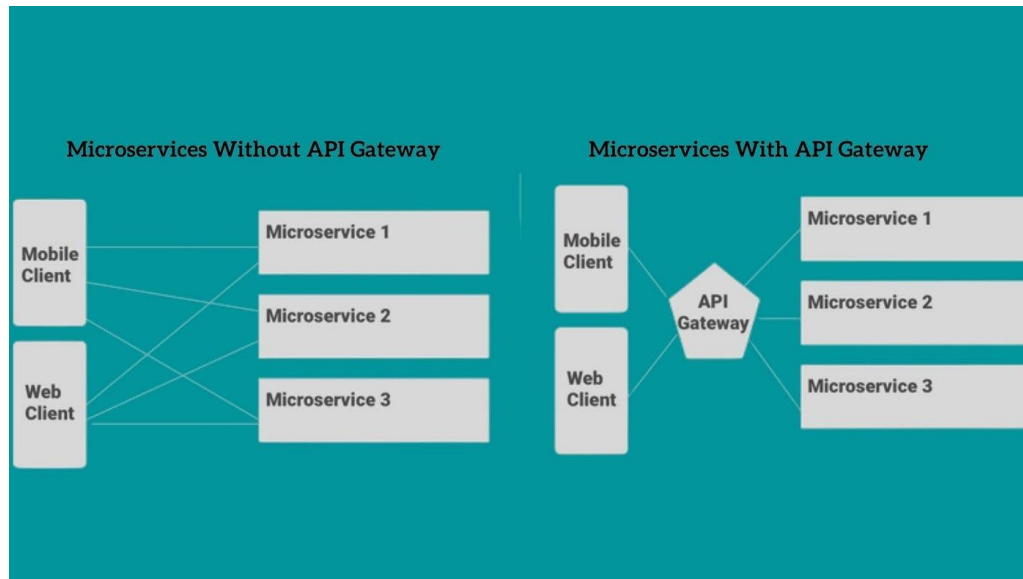 Microservices Without API Gateway
Mobile
Client
Web
Client
Microservice 1
Microservice 2
Microservice 3
Microservices With API Gateway
Mobile
Client
Web
Client
API
Gateway
Microservice 1
Microservice 2
Microservice 3